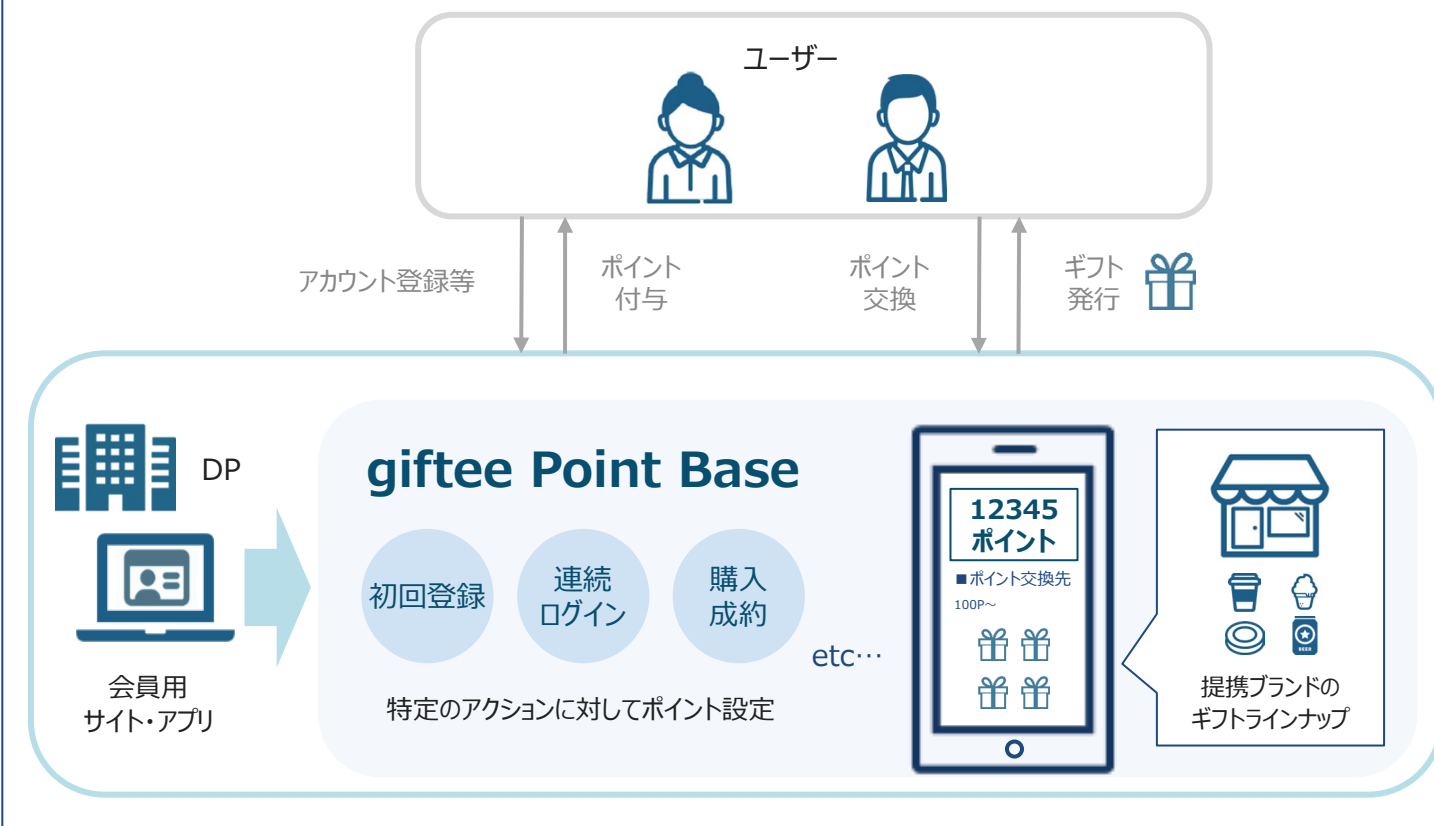 ユーザー
アカウント登録等
ポイント
付与
ポイント
交換
ギフト
発行
DP
会員用
サイト・アプリ
giftee Point Base
初回登録
連続
ログイン
購入
成約
etc…
特定のアクションに対してポイント設定
12345
ポイント
■ポイント交換先
100P～
BEER
提携ブランドの
ギフトラインナップ